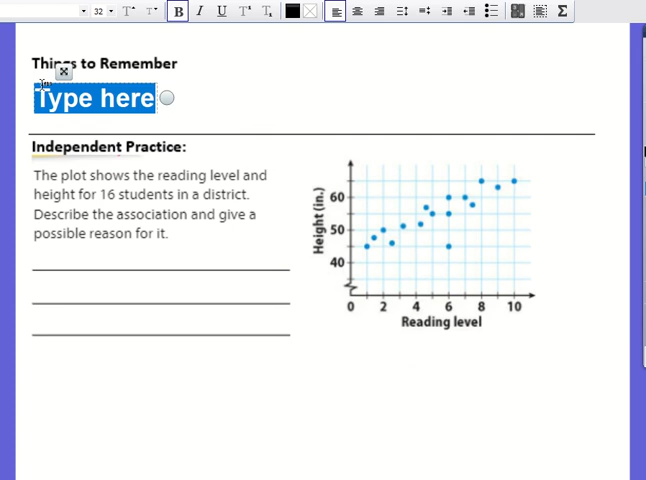 32
B I U T T
Things to Remember
Type here
Independent Practice:
The plot shows the reading level and
height for 16 students in a district.
Describe the association and give a
possible reason for it.
Height (in.)
60
50
40
0 2 4 6 8 10
Reading level